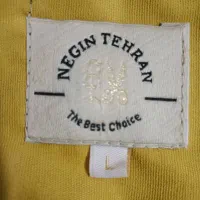 NEGIN TEHRAN
The Best Choice
L